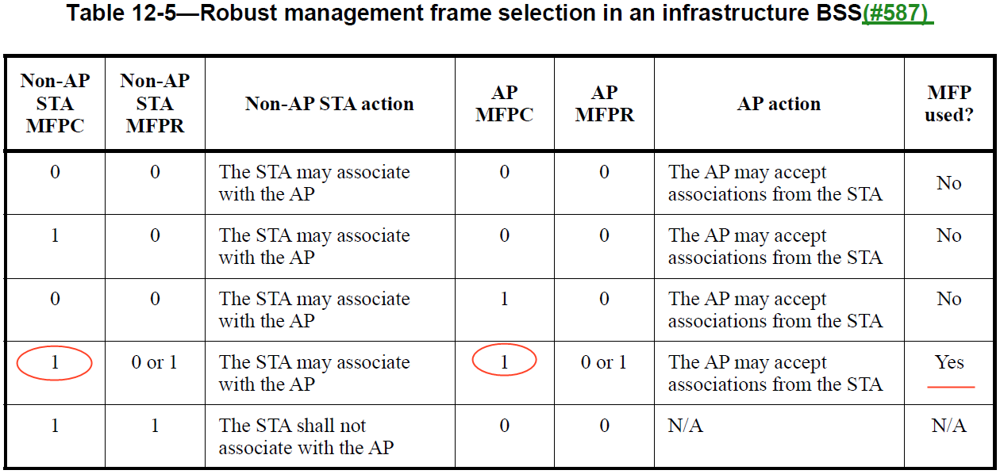 Table 12-5—Robust management frame selection in an infrastructure BSS(#587)
Non-AP STA MFPC Non-AP STA MFPR Non-AP STA action AP MFPC AP MFPR AP action MFP used?
0 0 The STA may associate with the AP 0 0 The AP may accept associations from the STA No
1 0 The STA may associate with the AP 0 0 The AP may accept associations from the STA No
0 0 The STA may associate with the AP 1 0 The AP may accept associations from the STA No
1 0 or 1 The STA may associate with the AP 1 0 or 1 The AP may accept associations from the STA Yes
1 1 The STA shall not associate with the AP 0 0 N/A N/A